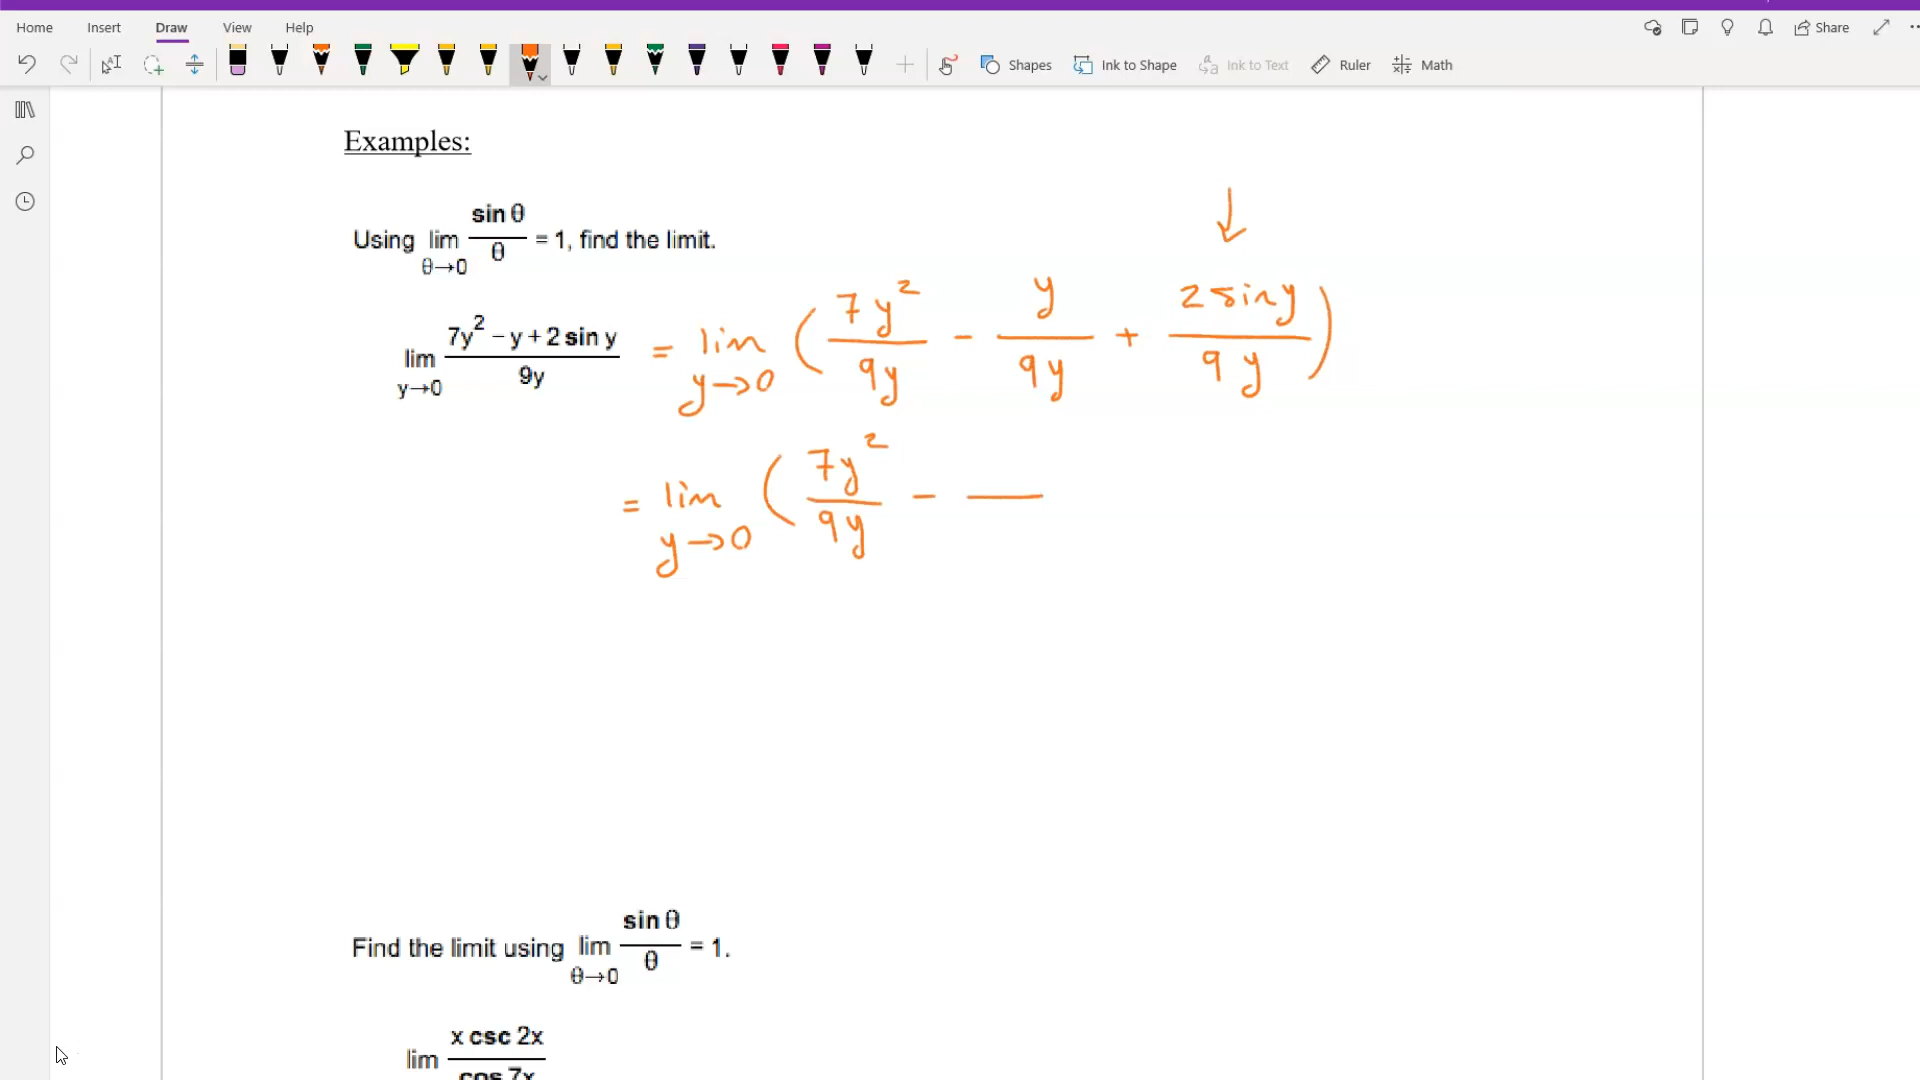 Home Insert Draw View Help Share
Shapes Ink to Shape Ink to Text Ruler Math
Examples:
Using lim θ→0 sin θ / θ = 1, find the limit.
lim y→0 (7y² − y + 2 sin y) / 9y = lim y→0 ( 7y² / 9y − y / 9y + 2 sin y / 9y )
= lim y→0 ( 7y² / 9y − —
Find the limit using lim θ→0 sin θ / θ = 1.
lim x csc 2x / cos 7x